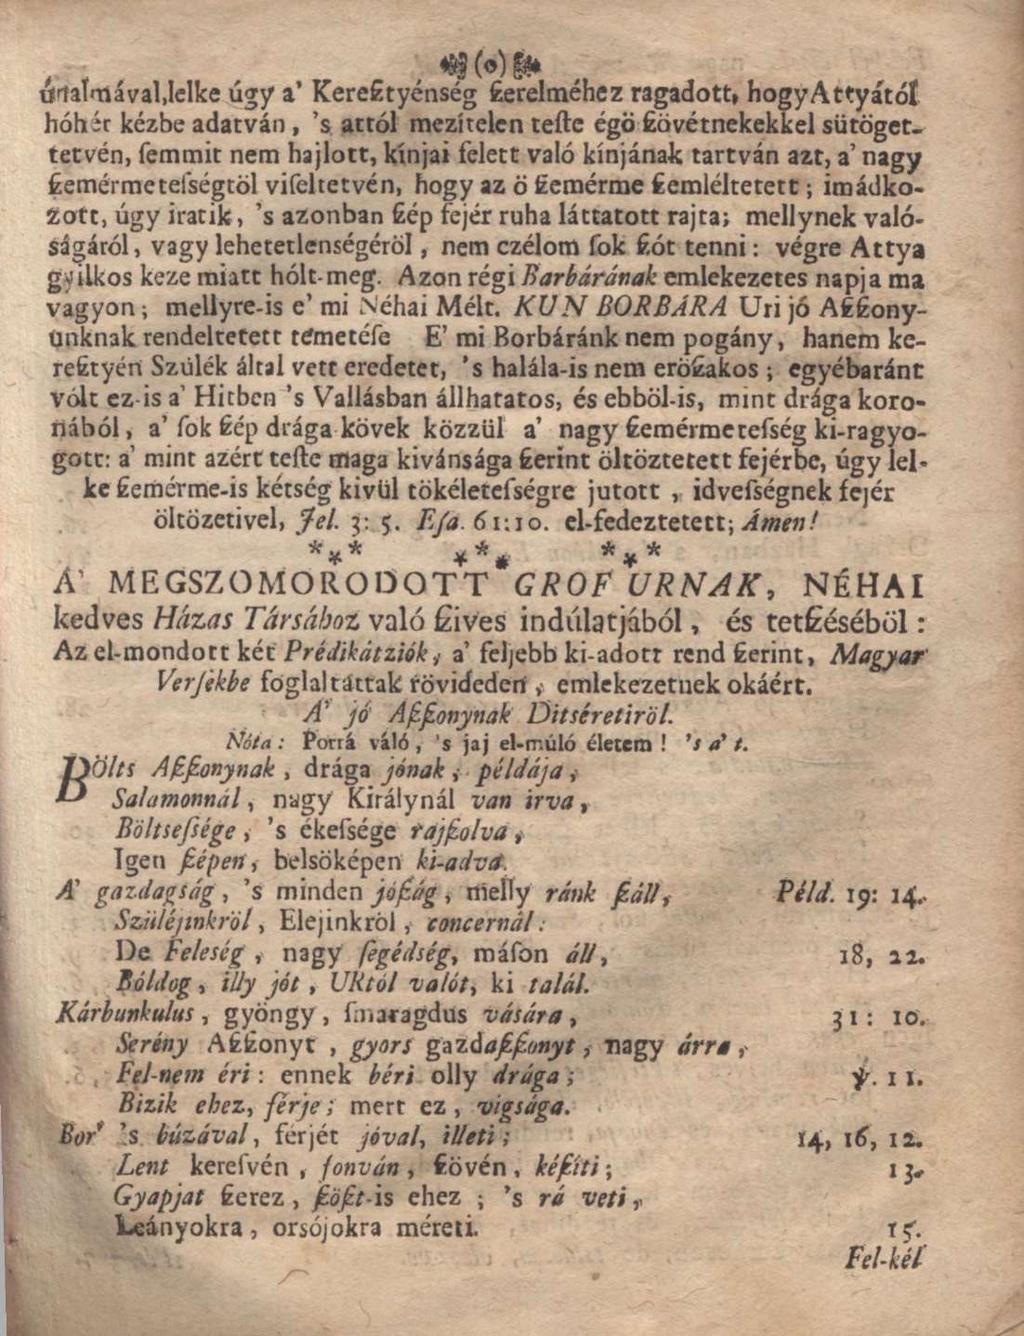 (o)
úrtalmával, lelke úgy a' Kereßtyénség ßerelméhez ragadott, hogy Attyától
hóhér kézbe adatván, 's attól mezítelen teſte égö ßövétnekekkel sütöget-
tetvén, ſemmit nem hajlott, kínjai felett való kínjának tartván azt, a' nagy
ßemérmeteſségtöl viſeltetvén, hogy az ö ßemérme ßemléltetett; imádko-
zott, úgy iratik, 's azonban ßép fejér ruha láttatott rajta; mellynek való-
ságáról, vagy lehetetlenségéröl, nem czélom ſok ßót tenni: végre Attya
gyilkos keze miatt hólt-meg. Azon régi Barbárának emlekezetes napja ma
vagyon; mellyre-is e' mi Néhai Mélt. KUN BORBÁRA Uri jó Aßßony-
unknak rendeltetett témetéſe E' mi Borbáránk nem pogány, hanem ke-
reßtyén Szülék által vett eredetet, 's halála-is nem erößakos; egyébaránt
vólt ez-is a' Hitben 's Vallásban állhatatos, és ebböl-is, mint drága koro-
nából, a' ſok ßép drága kövek közzül a' nagy ßemérmeteſség ki-ragyo-
gott: a' mint azért teſte maga kivánsága ßerint öltöztetett fejérbe, úgy lel-
ke ßemérme-is kétség kivül tökéleteſségre jutott, idveſségnek fejér
öltözetivel, Jel. 3: 5. Eſa. 61:10. el-fedeztetett; Ámen!
*** *** ***
A' MEGSZOMORODOTT GROF URNAK, NÉHAI
kedves Házas Társához való ßives indúlatjából, és tetßéséböl:
Az el-mondott két Prédikátziók, a' feljebb ki-adott rend ßerint, Magyar
Verſekbe foglaltattak rövideden, emlekezetnek okáért.
A' jó Aßßonynak Ditséretiröl.
Nóta: Porrá váló, 's jaj el-múló életem! 's a' t.
Bölts Aßßonynak, drága jónak, példája,
Salamonnál, nagy Királynál van irva,
Böltseſsége, 's ékeſsége rajßolva,
Igen ßépen, belsöképen ki-adva.
A' gazdagság, 's minden jóßág, melly ránk ßáll, Péld. 19: 14.
Szüléjinkröl, Elejinkröl, concernál:
De Feleség, nagy ſegédség, máſon áll, 18, 22.
Bóldog, illy jót, URtól valót, ki talál.
Kárbunkulus, gyöngy, ſmaragdus vására, 31: 10.
Serény Aßßonyt, gyors gazdaßßonyt, nagy árra,
Fel-nem éri: ennek béri olly drága; ℣. 11.
Bizik ehez, férje; mert ez, vigsága.
Bor' 's búzával, férjét jóval, illeti; 14, 16, 12.
Lent kereſvén, ſonván, ßövén, kéßíti; 13.
Gyapjat ßerez, ßößt-is ehez; 's rá veti,
Leányokra, orsójokra méreti. 15.
Fel-kél